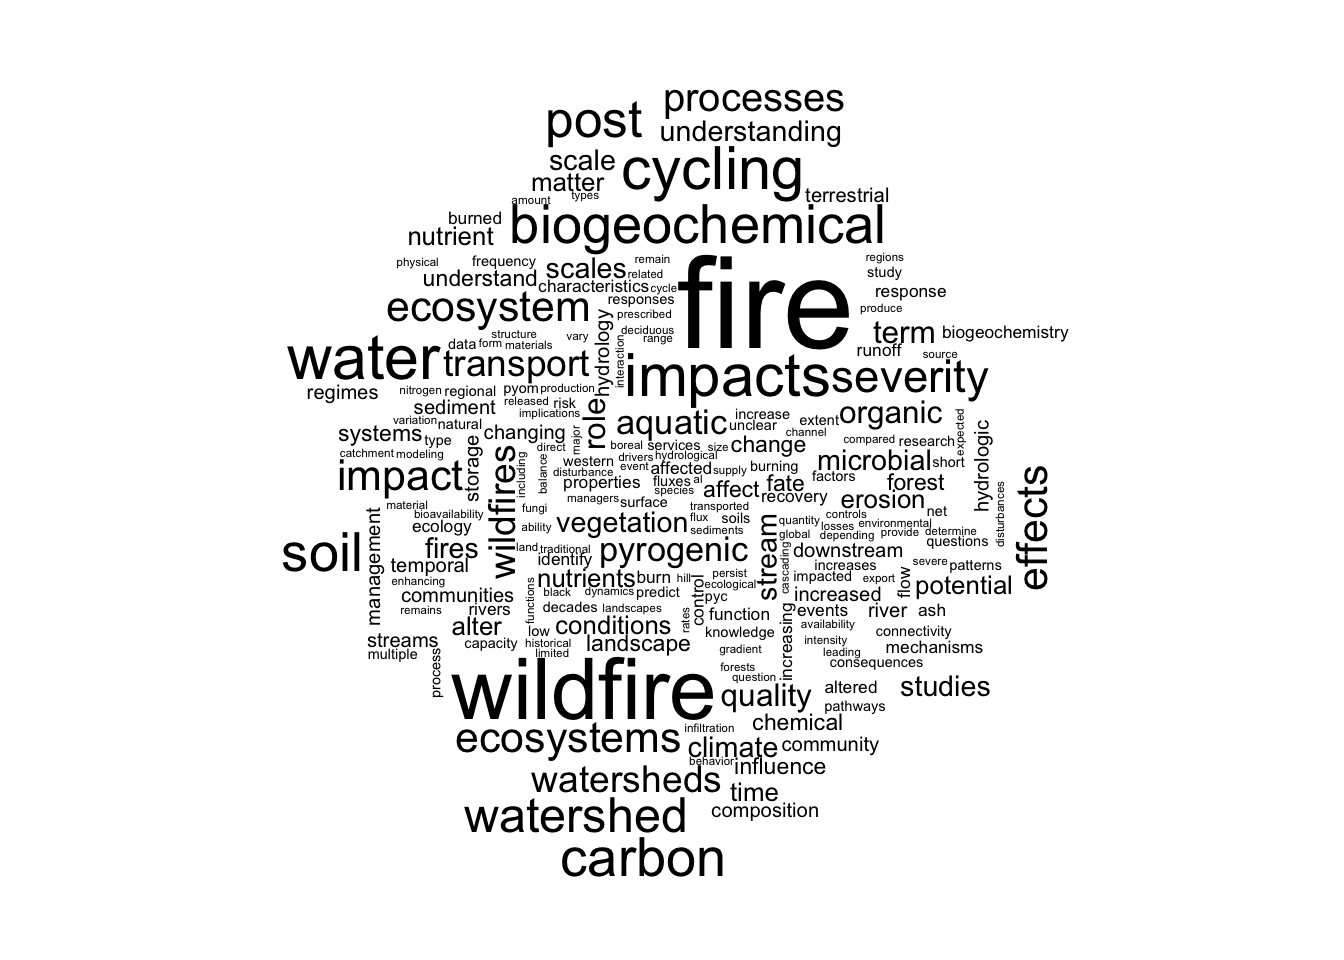 processes
post
understanding
scale
cycling
matter
types
terrestrial
amount
burned
biogeochemical
nutrient
physical
frequency
remain
regions
scales
related
study
understand
characteristics
cycle
fire
response
responses
ecosystem
prescribed
produce
hydrology
deciduous
term
biogeochemistry
structure
vary
range
data
form
materials
runoff
source
water
transport
interaction
impacts
severity
regimes
nitrogen
regional
pyom
production
released
risk
sediment
implications
role
aquatic
increase
extent
organic
variation
natural
unclear
channel
expected
systems
type
changing
major
boreal
services
size
change
compared
research
hydrologic
catchment
modeling
direct
drivers
hydrological
storage
wildfires
including
balance
western
disturbance
event
affected
supply
burning
microbial
short
impact
properties
fluxes
al
species
affect
fate
factors
forest
managers
surface
recovery
erosion
effects
material
bioavailability
fungi
transported
controls
net
disturbances
management
ecology
ability
vegetation
flux
soils
sediments
stream
quantity
losses
environmental
global
depending
provide
determine
soil
fires
land
traditional
identify
pyrogenic
downstream
questions
temporal
cascading
increases
severe
patterns
enhancing
functions
nutrients
burn
hill
persist
ecological
impacted
export
flow
potential
communities
black
dynamics
predict
control
pyc
increased
remains
rivers
decades
landscapes
rates
function
events
river
ash
alter
low
conditions
knowledge
increasing
availability
connectivity
streams
capacity
historical
landscape
gradient
intensity
mechanisms
multiple
process
limited
leading
consequences
forests
question
wildfire
quality
altered
studies
pathways
chemical
ecosystems
infiltration
climate
community
behavior
influence
watersheds
time
watershed
composition
carbon